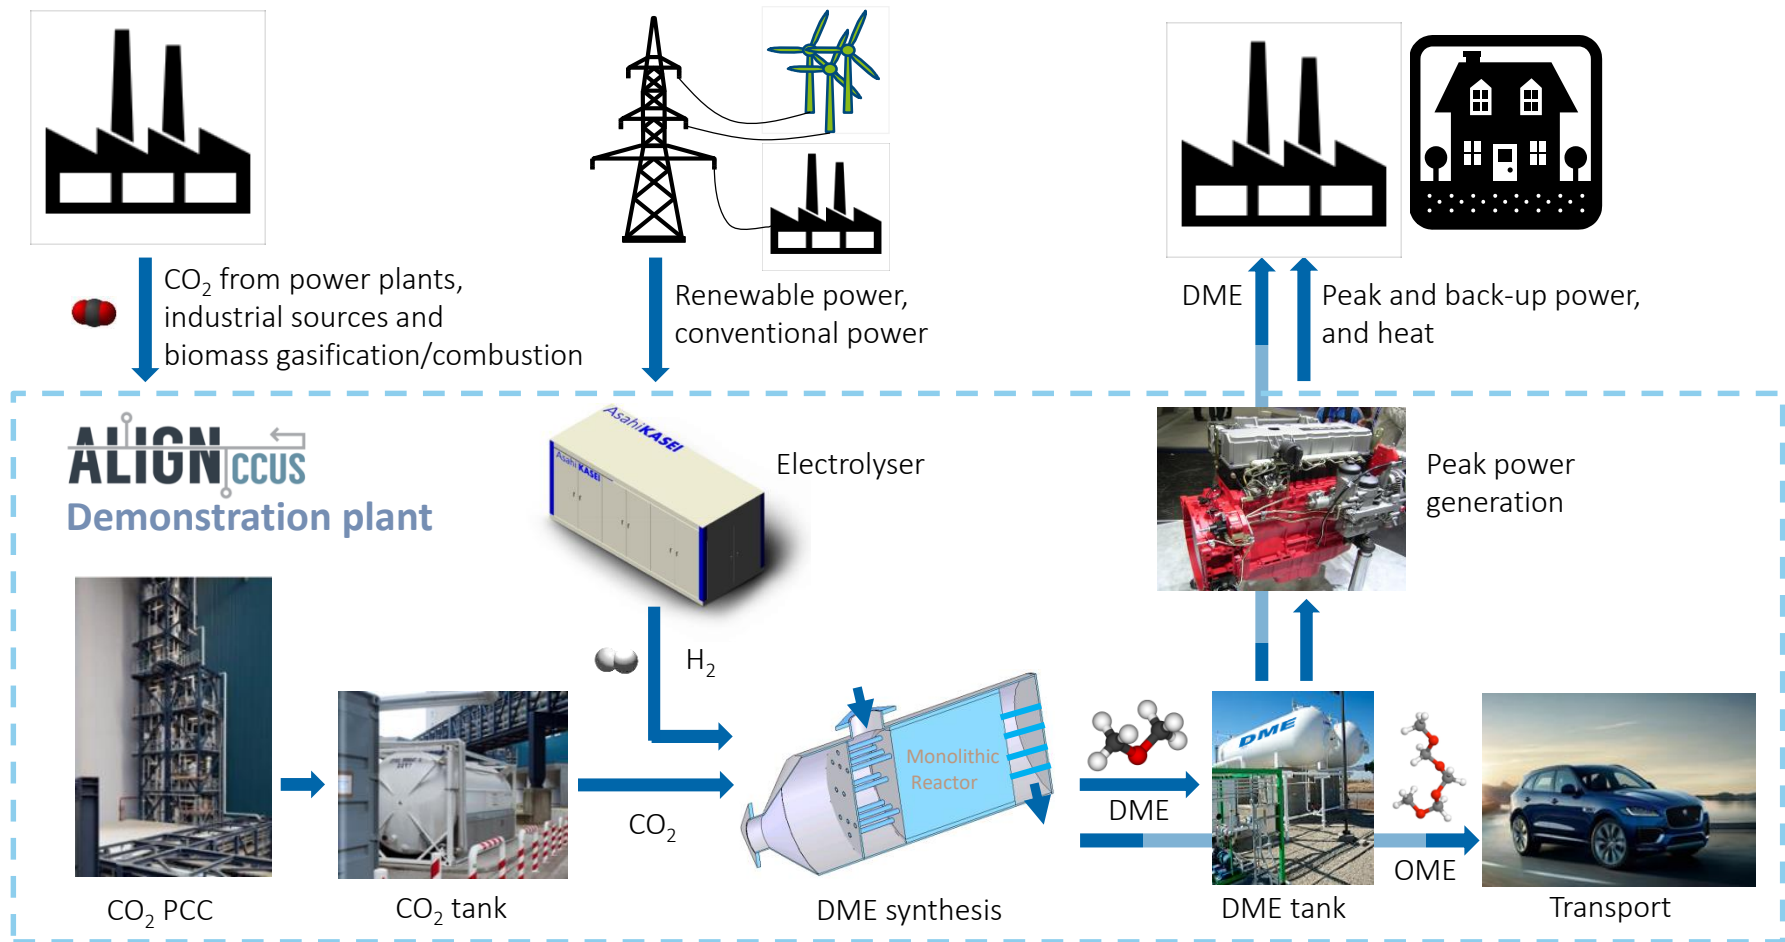 CO₂ from power plants,
industrial sources and
biomass gasification/combustion
Renewable power,
conventional power
DME
Peak and back-up power,
and heat
ALIGN
CCUS
Demonstration plant
AsahiKASEI
Asahi KASEI
Electrolyser
Peak power
generation
H₂
Monolithic
Reactor
DME
CO₂
DME
OME
CO₂ PCC
CO₂ tank
DME synthesis
DME tank
Transport